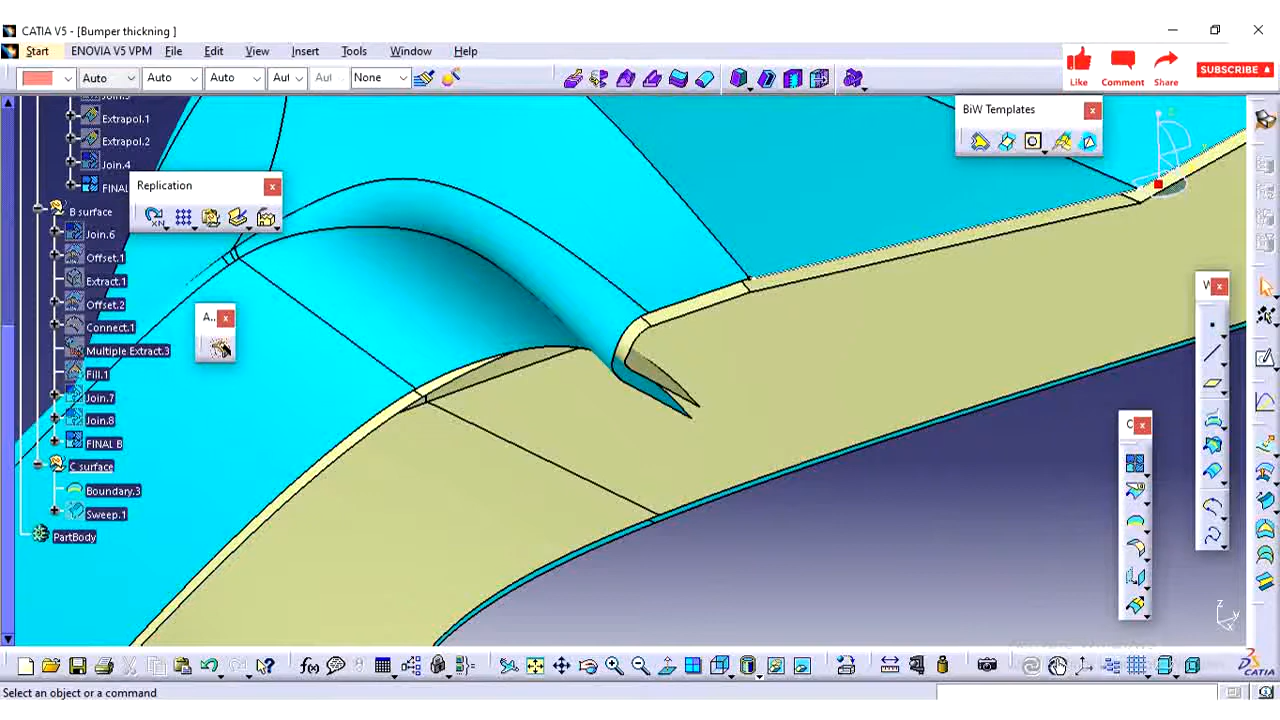 CATIA V5 - [Bumper thickning ]
Start ENOVIA V5 VPM File Edit View Insert Tools Window Help
Auto Auto Auto Aul Aul None
Like Comment Share SUBSCRIBE
BiW Templates
Extrapol.1
Extrapol.2
Join.4
FINAL
Replication
B surface
Join.6
Offset.1
Extract.1
Offset.2
Connect.1
Multiple Extract.3
Fill.1
Join.7
Join.8
FINAL B
C surface
Boundary.3
Sweep.1
PartBody
A..
W
C
z
y
x
CATIA
Select an object or a command